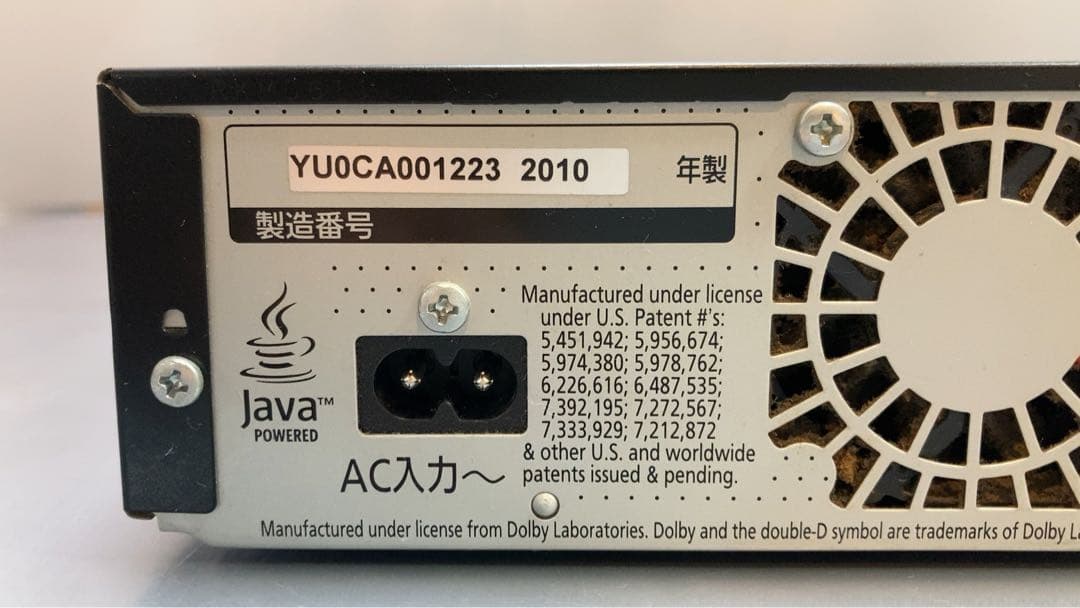 YU0CA001223 2010 年製
製造番号
Java™
POWERED
AC入力～
Manufactured under license
under U.S. Patent #'s:
5,451,942; 5,956,674;
5,974,380; 5,978,762;
6,226,616; 6,487,535;
7,392,195; 7,272,567;
7,333,929; 7,212,872
& other U.S. and worldwide
patents issued & pending.
Manufactured under license from Dolby Laboratories. Dolby and the double-D symbol are trademarks of Dolby